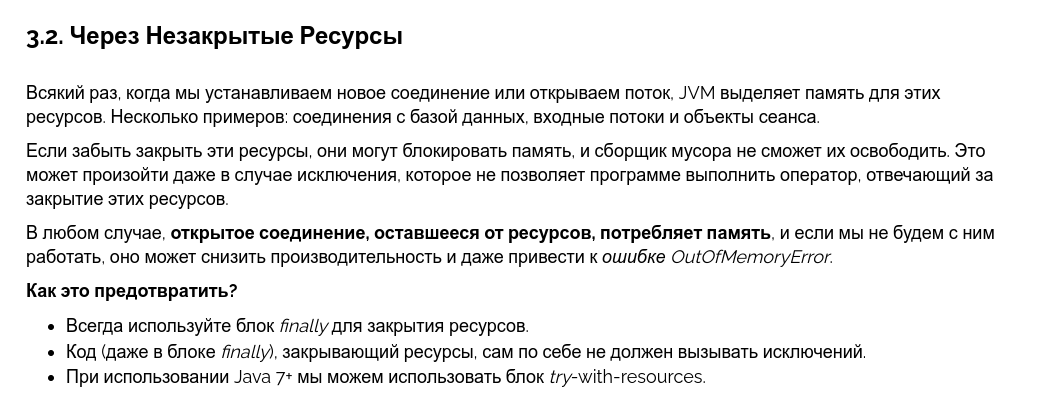 3.2. Через Незакрытые Ресурсы
Всякий раз, когда мы устанавливаем новое соединение или открываем поток, JVM выделяет память для этих
ресурсов. Несколько примеров: соединения с базой данных, входные потоки и объекты сеанса.
Если забыть закрыть эти ресурсы, они могут блокировать память, и сборщик мусора не сможет их освободить. Это
может произойти даже в случае исключения, которое не позволяет программе выполнить оператор, отвечающий за
закрытие этих ресурсов.
В любом случае, открытое соединение, оставшееся от ресурсов, потребляет память, и если мы не будем с ним
работать, оно может снизить производительность и даже привести к ошибке OutOfMemoryError.
Как это предотвратить?
• Всегда используйте блок finally для закрытия ресурсов.
• Код (даже в блоке finally), закрывающий ресурсы, сам по себе не должен вызывать исключений.
• При использовании Java 7+ мы можем использовать блок try-with-resources.